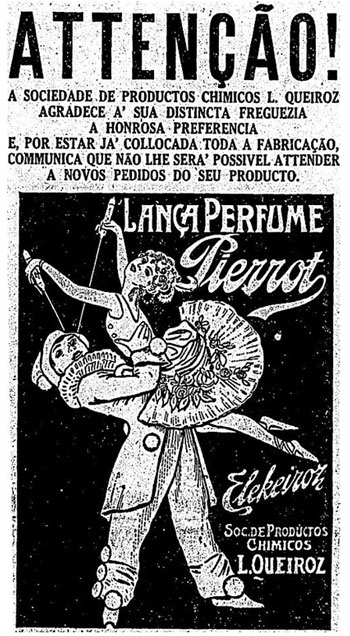 ATTENÇÃO!
A SOCIEDADE DE PRODUCTOS CHIMICOS L. QUEIROZ
AGRADECE A' SUA DISTINCTA FREGUEZIA
A HONROSA PREFERENCIA
E, POR ESTAR JA' COLLOCADA TODA A FABRICAÇÃO,
COMMUNICA QUE NÃO LHE SERA' POSSIVEL ATTENDER
A NOVOS PEDIDOS DO SEU PRODUCTO.
LANÇA PERFUME
Pierrot
Elekeiroz
SOC. DE PRODUCTOS
CHIMICOS
L. QUEIROZ